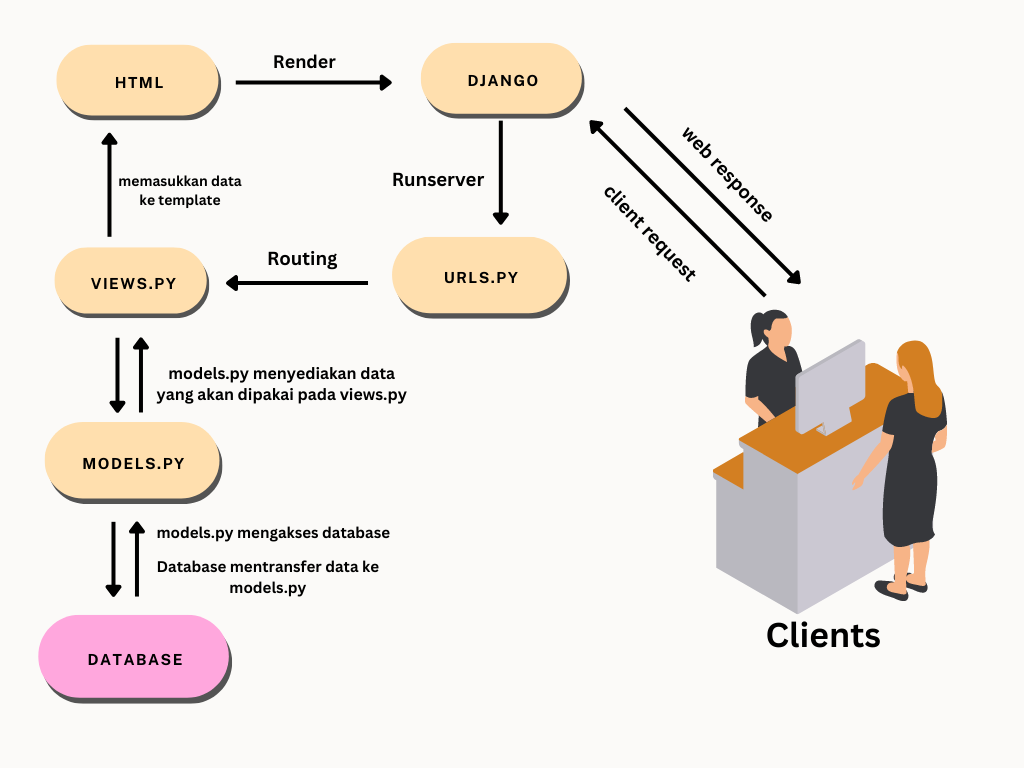 HTML
Render
DJANGO
memasukkan data
ke template
Runserver
web response
client request
VIEWS.PY
Routing
URLS.PY
models.py menyediakan data
yang akan dipakai pada views.py
MODELS.PY
models.py mengakses database
Database mentransfer data ke
models.py
DATABASE
Clients